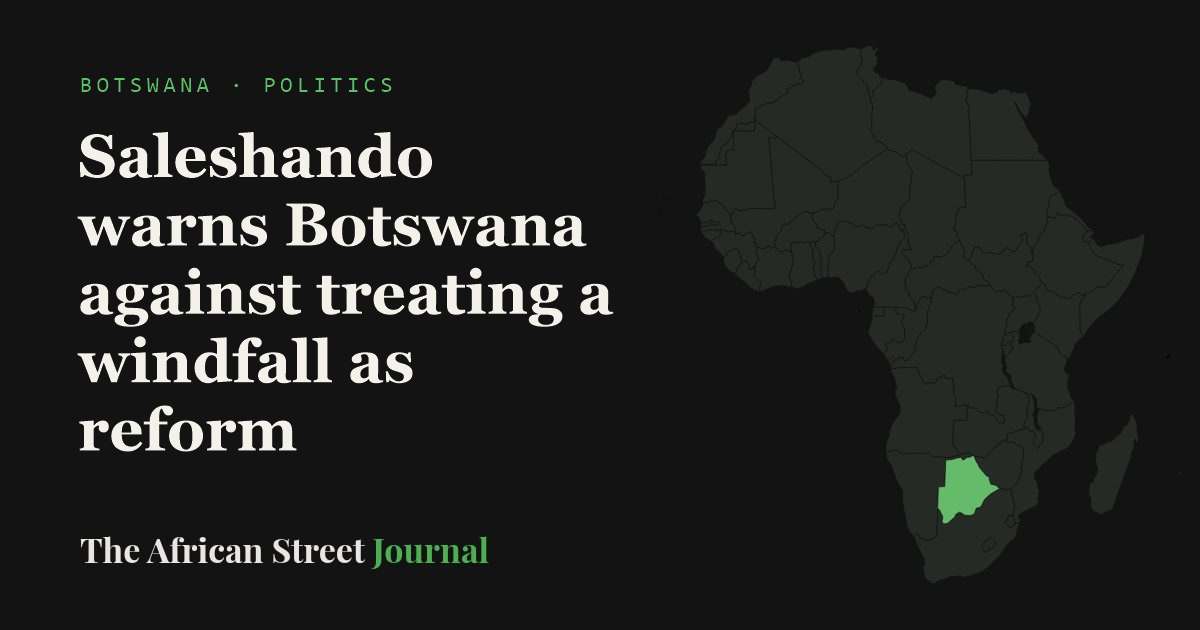 BOTSWANA · POLITICS
Saleshando
warns Botswana
against treating a
windfall as
reform
The African Street Journal